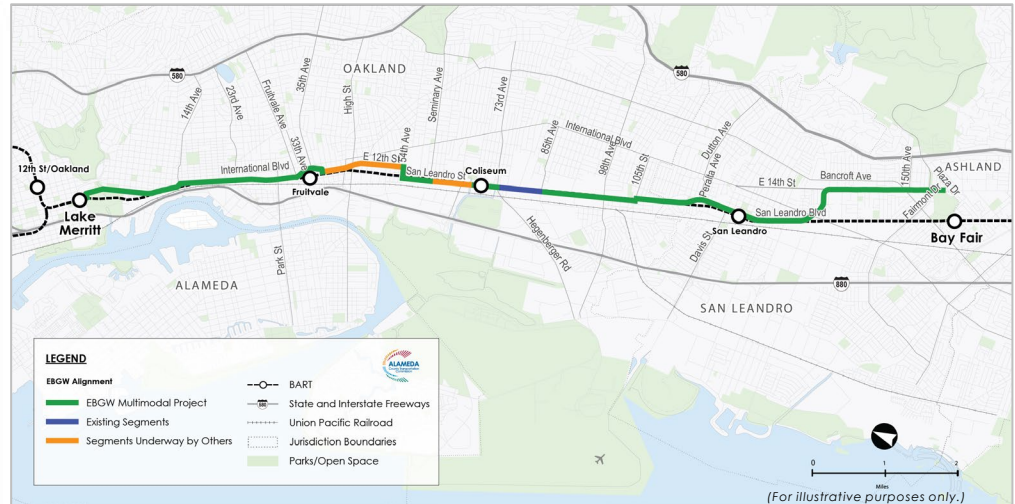 OAKLAND
580
580
35th Ave
Fruitvale Ave
23rd Ave
14th Ave
High St.
Seminary Ave
73rd Ave
33th Ave
International Blvd
85th Ave
98th Ave
105th St
Dutton Ave
Peralta Ave
150th Ave
ASHLAND
Plaza Dr
Fairmont Dr
Bancroft Ave
E 14th St
12th St/Oakland
International Blvd
E 12th St
54th Ave
San Leandro St
Coliseum
Fruitvale
Lake
Merritt
San Leandro Blvd
San Leandro
Bay Fair
Hegenberger Rd
Davis St
Park St
ALAMEDA
880
SAN LEANDRO
LEGEND
ALAMEDA
County Transportation
Commission
EBGW Alignment
EBGW Multimodal Project
Existing Segments
Segments Underway by Others
BART
580
State and Interstate Freeways
Union Pacific Railroad
Jurisdiction Boundaries
Parks/Open Space
0 1 2
Miles
(For illustrative purposes only.)